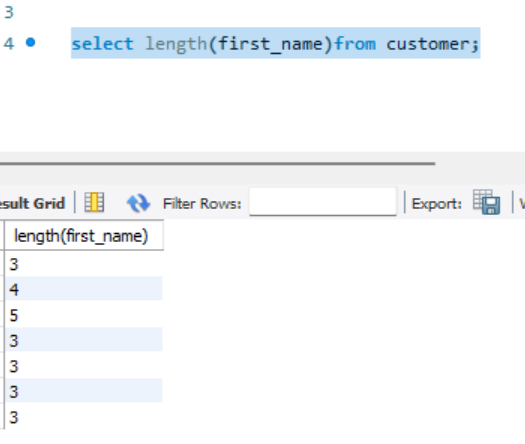 3
4 select length(first_name)from customer;
esult Grid Filter Rows: Export:
length(first_name)
3
4
5
3
3
3
3